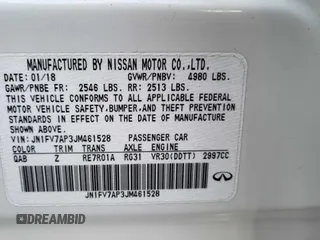 MANUFACTURED BY NISSAN MOTOR CO.,LTD.
DATE: 01/18 GVWR/PNBV: 4980 LBS.
GAWR/PNBE FR: 2546 LBS. RR: 2513 LBS.
THIS VEHICLE CONFORMS TO ALL APPLICABLE FEDERAL
MOTOR VEHICLE SAFETY, BUMPER, AND THEFT PREVENTION
STANDARDS IN EFFECT ON THE DATE OF MANUFACTURE
SHOWN ABOVE.
VIN: JN1FV7AP3JM461528 PASSENGER CAR
COLOR TRIM TRANS AXLE ENGINE
QAB Z RE7R01A RG31 VR30(DDTT) 2997CC
JN1FV7AP3JM461528
INFINITI
DREAMBID